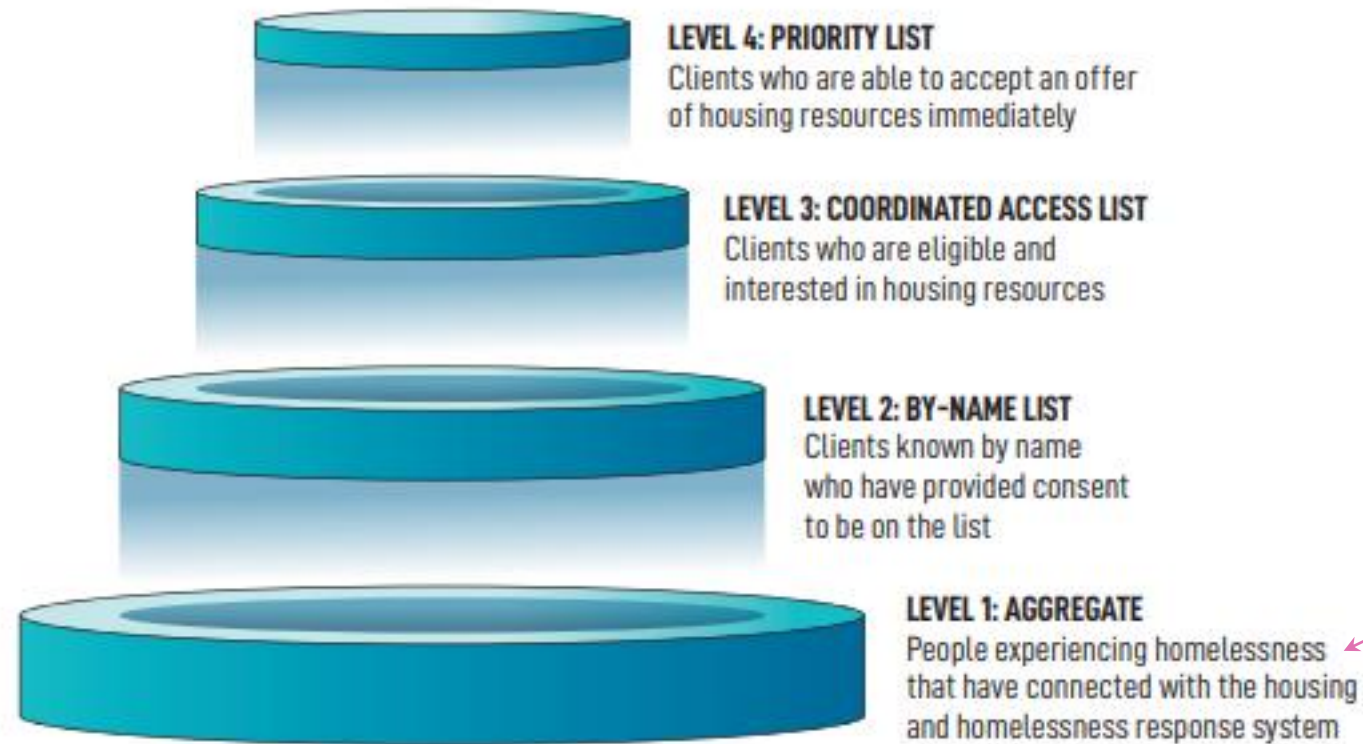 LEVEL 4: PRIORITY LIST
Clients who are able to accept an offer
of housing resources immediately
LEVEL 3: COORDINATED ACCESS LIST
Clients who are eligible and
interested in housing resources
LEVEL 2: BY-NAME LIST
Clients known by name
who have provided consent
to be on the list
LEVEL 1: AGGREGATE
People experiencing homelessness
that have connected with the housing
and homelessness response system